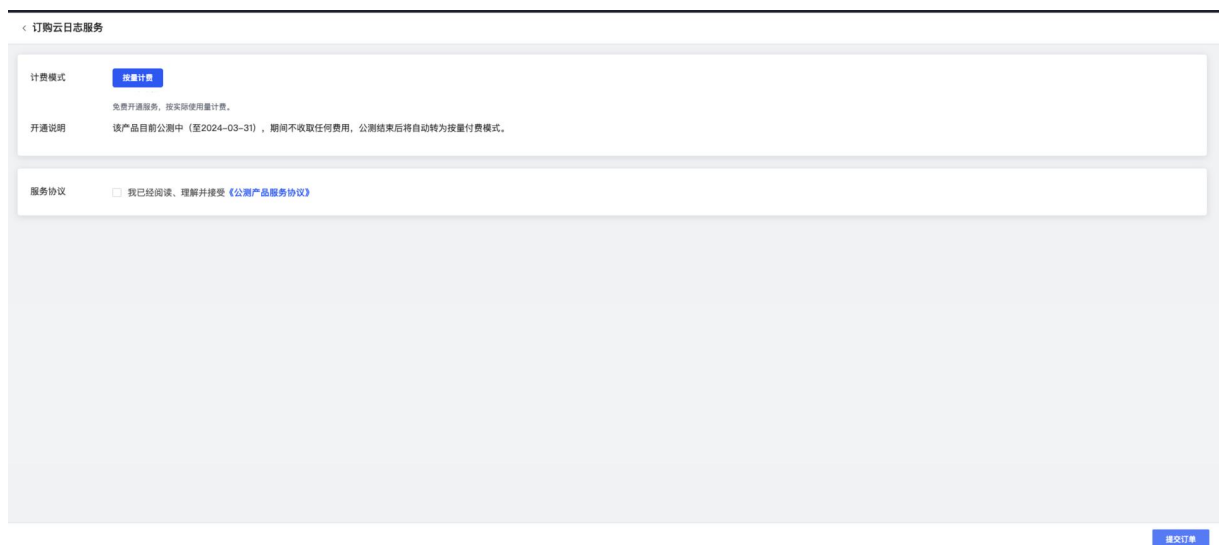 < 订购云日志服务
计费模式 按量计费
免费开通服务，按实际使用量计费。
开通说明 该产品目前公测中（至2024-03-31），期间不收取任何费用，公测结束后将自动转为按量付费模式。
服务协议 我已经阅读、理解并接受《公测产品服务协议》
提交订单